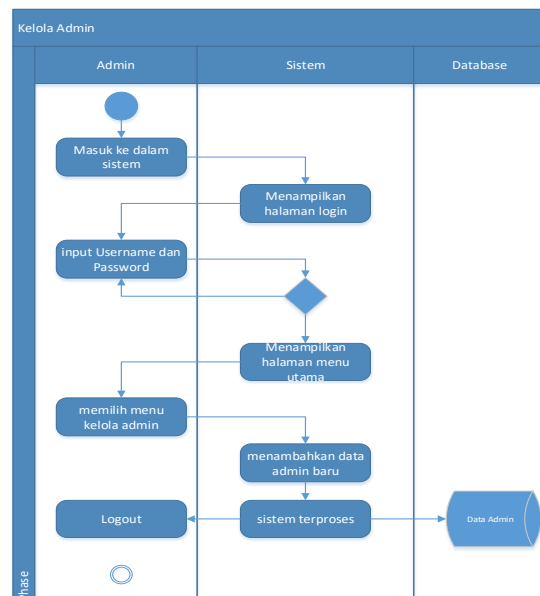 Kelola Admin
Admin
Sistem
Database
Masuk ke dalam
sistem
Menampilkan
halaman login
input Username dan
Password
Menampilkan
halaman menu
utama
memilih menu
kelola admin
menambahkan data
admin baru
Logout
sistem terproses
Data Admin
hase